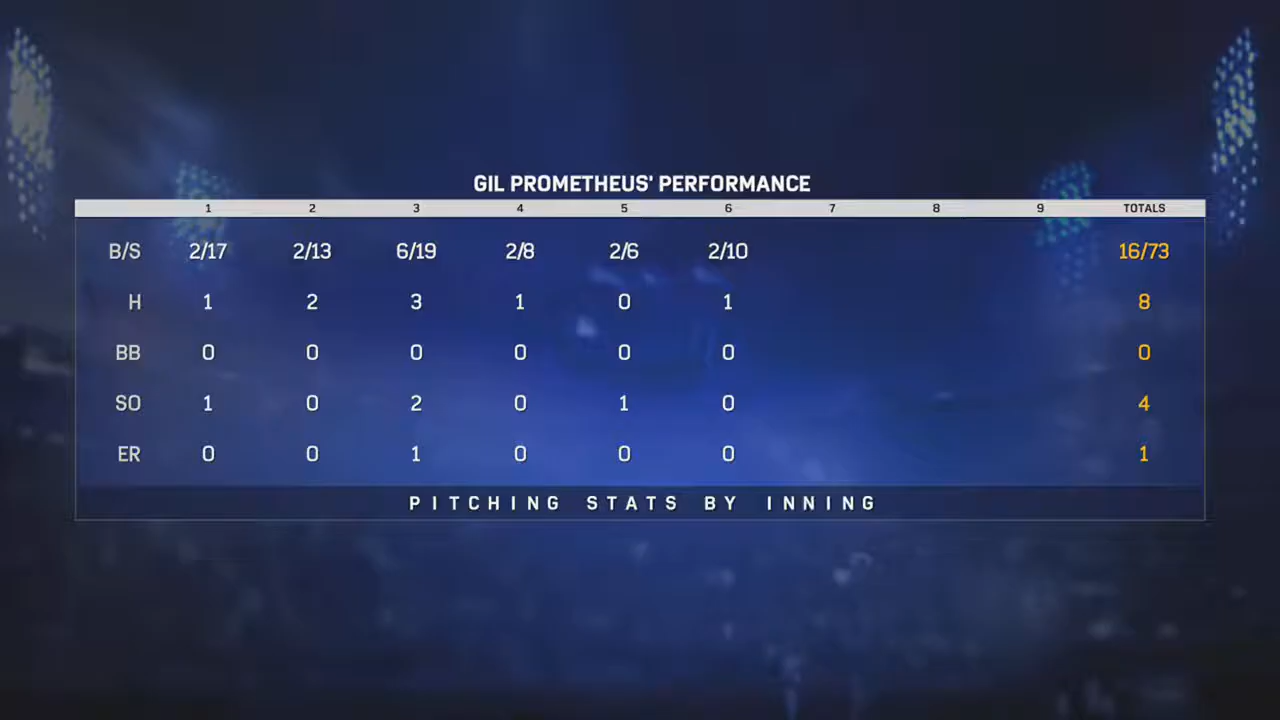 GIL PROMETHEUS' PERFORMANCE
1 2 3 4 5 6 7 8 9 TOTALS
B/S 2/17 2/13 6/19 2/8 2/6 2/10 16/73
H 1 2 3 1 0 1 8
BB 0 0 0 0 0 0 0
SO 1 0 2 0 1 0 4
ER 0 0 1 0 0 0 1
PITCHING STATS BY INNING